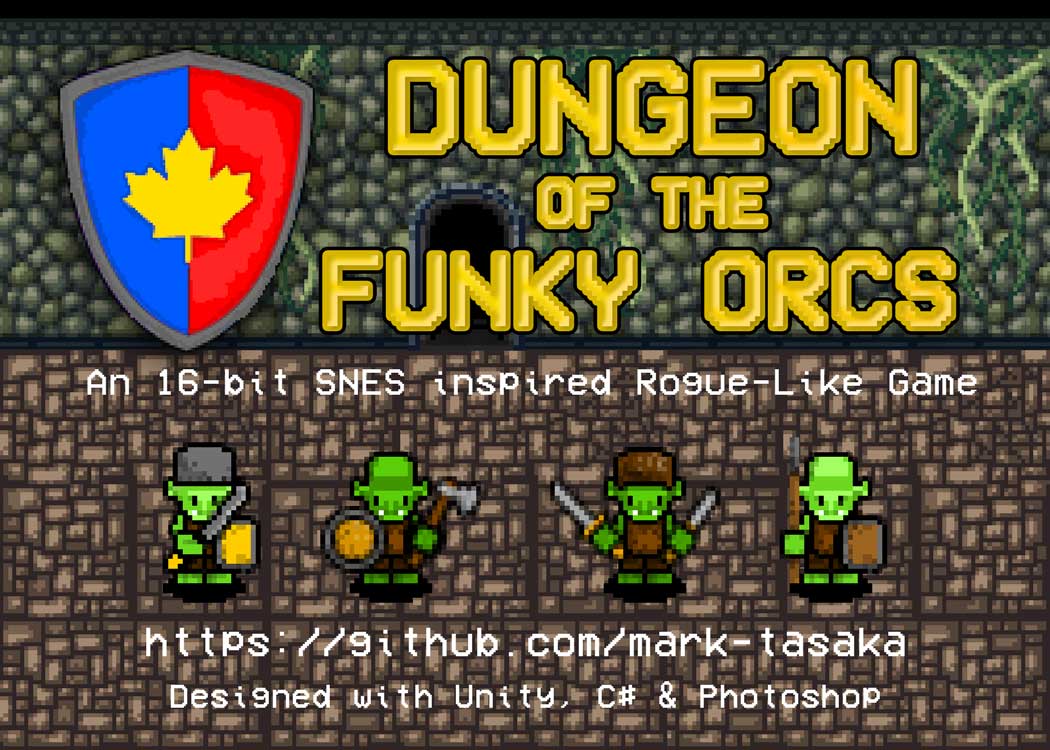 DUNGEON
OF THE
FUNKY ORCS
An 16-bit SNES inspired Rogue-Like Game
https://github.com/mark-tasaka
Designed with Unity, C# & Photoshop